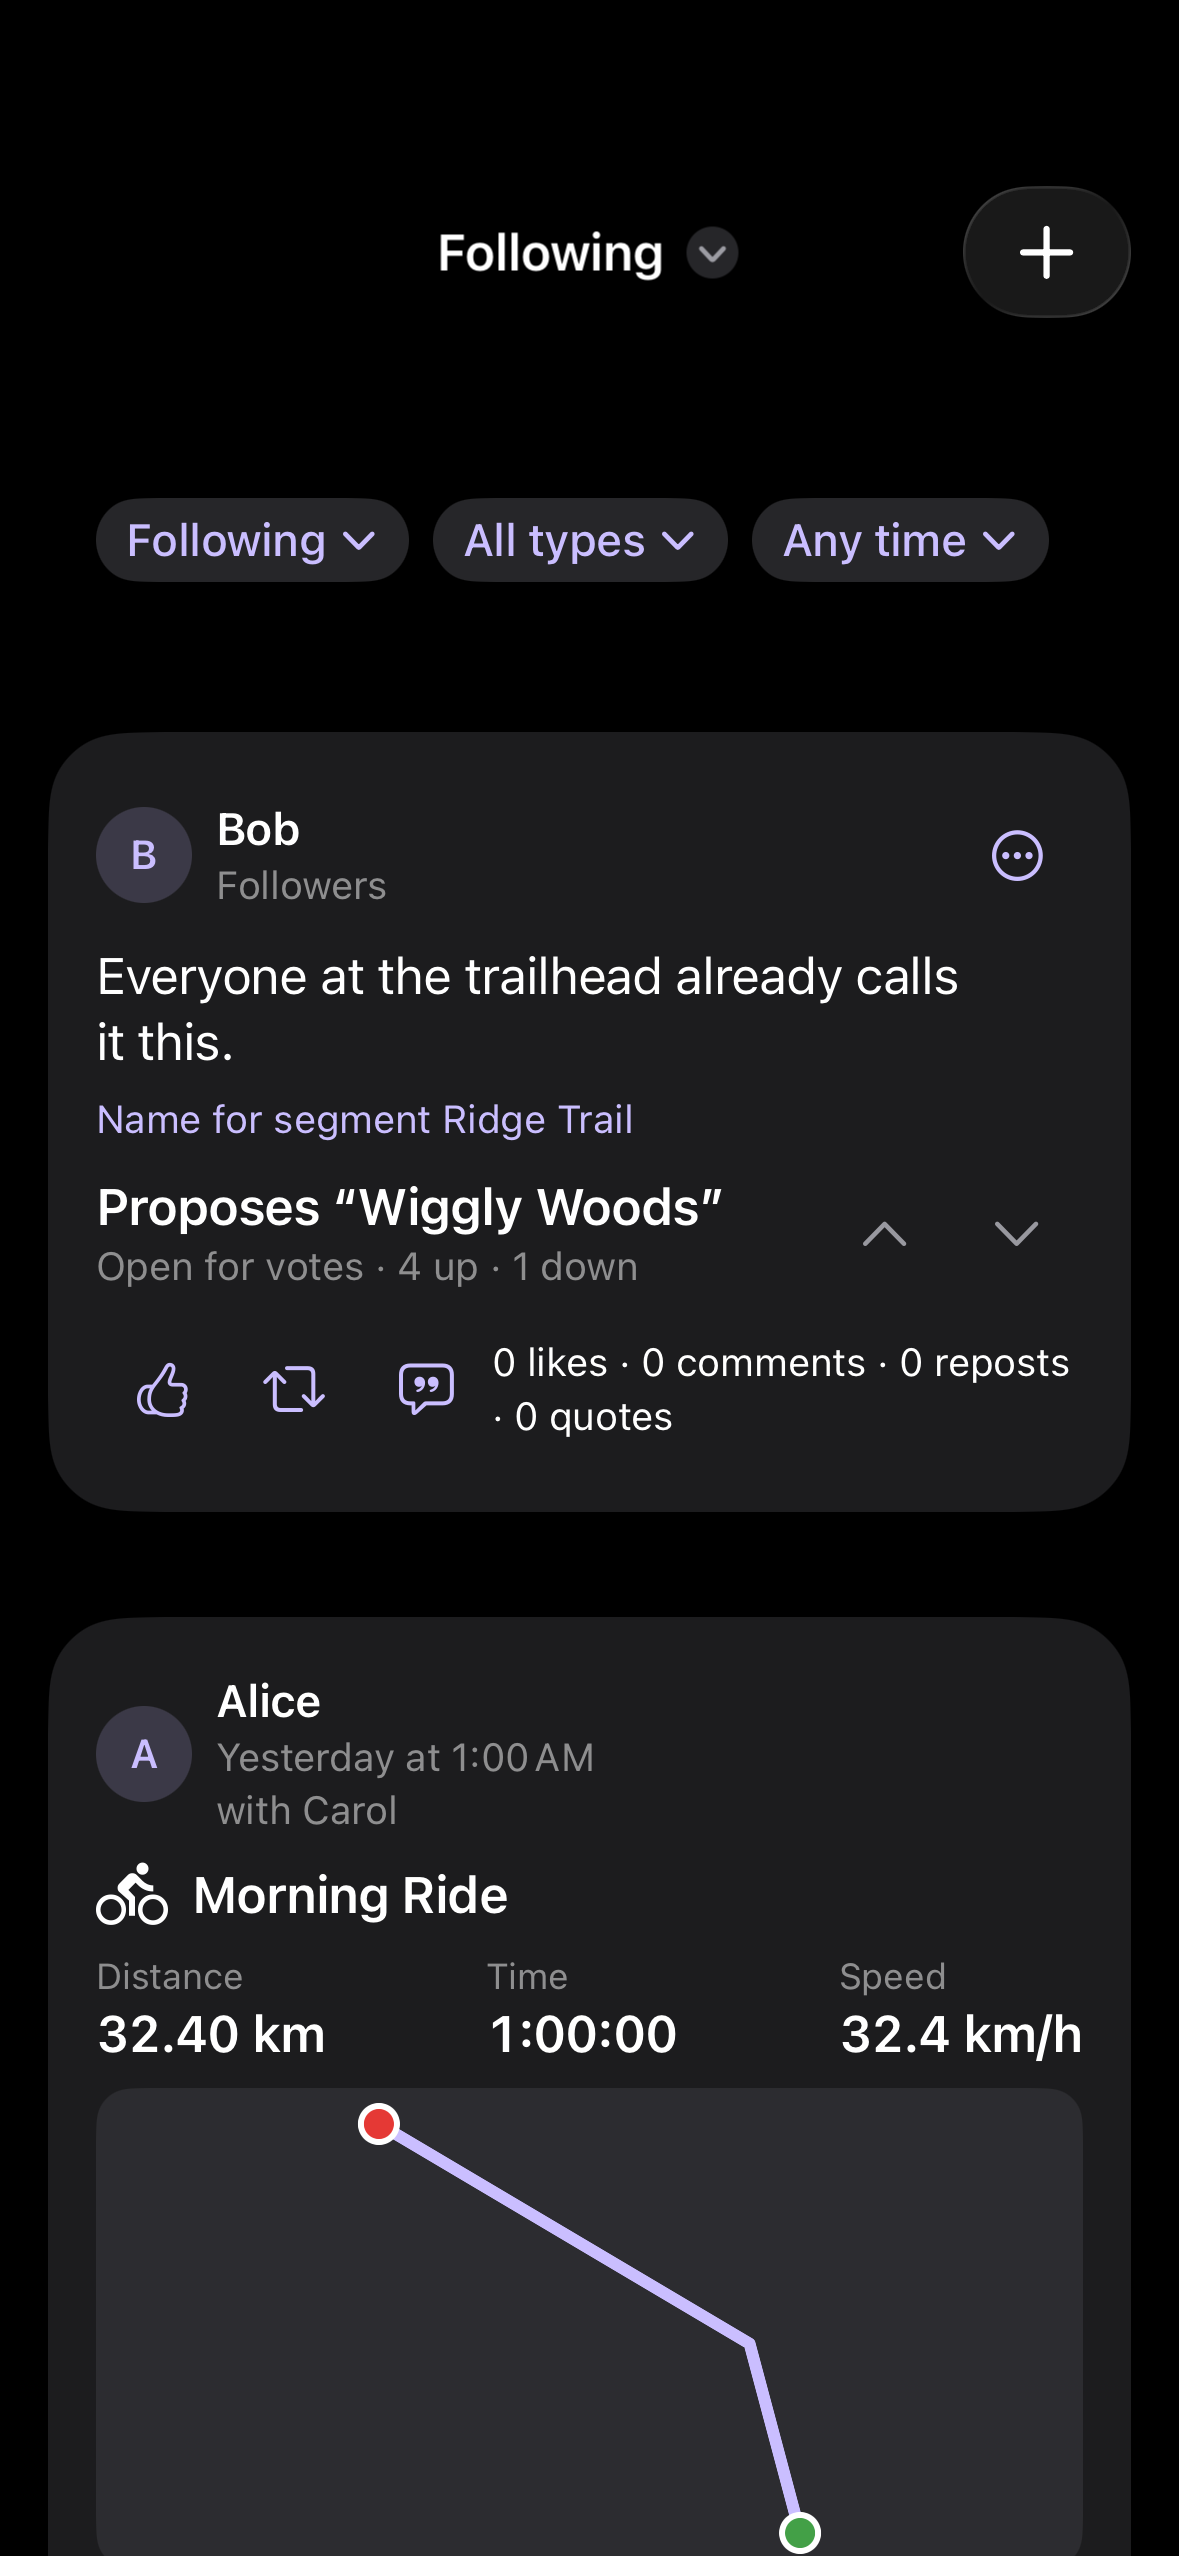 Following
Following
All types
Any time
B
Bob
Followers
Everyone at the trailhead already calls
it this.
Name for segment Ridge Trail
Proposes “Wiggly Woods”
Open for votes · 4 up · 1 down
0 likes · 0 comments · 0 reposts
· 0 quotes
A
Alice
Yesterday at 1:00 AM
with Carol
Morning Ride
Distance
Time
Speed
32.40 km
1:00:00
32.4 km/h